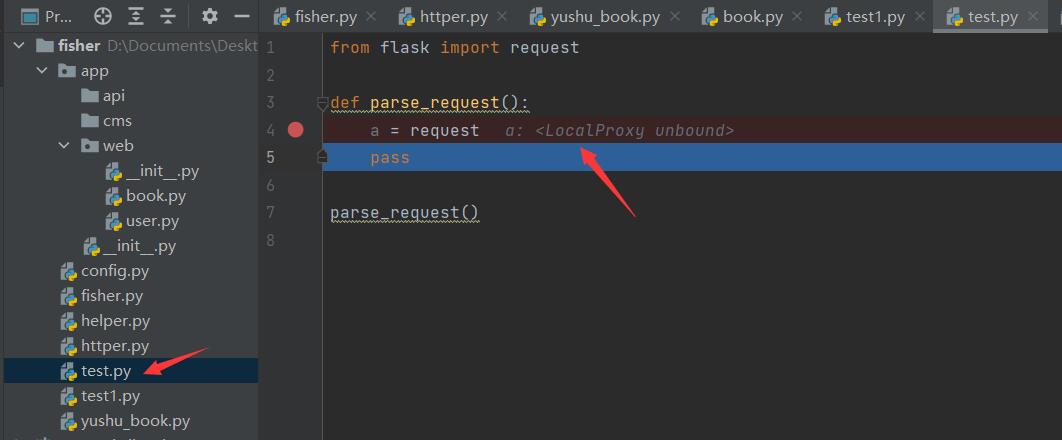 Pr...
fisher.py
httper.py
yushu_book.py
book.py
test1.py
test.py
fisher D:\Documents\Deskt
app
api
cms
web
__init__.py
book.py
user.py
__init__.py
config.py
fisher.py
helper.py
httper.py
test.py
test1.py
yushu_book.py
1 from flask import request
2
3 def parse_request():
4 a = request a: <LocalProxy unbound>
5 pass
6
7 parse_request()
8